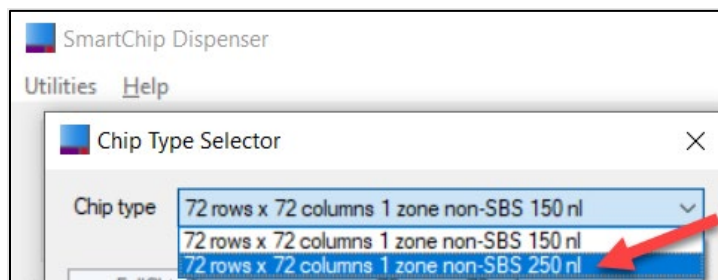 SmartChip Dispenser
Utilities Help
Chip Type Selector
Chip type 72 rows x 72 columns 1 zone non-SBS 150 nl
72 rows x 72 columns 1 zone non-SBS 150 nl
72 rows x 72 columns 1 zone non-SBS 250 nl